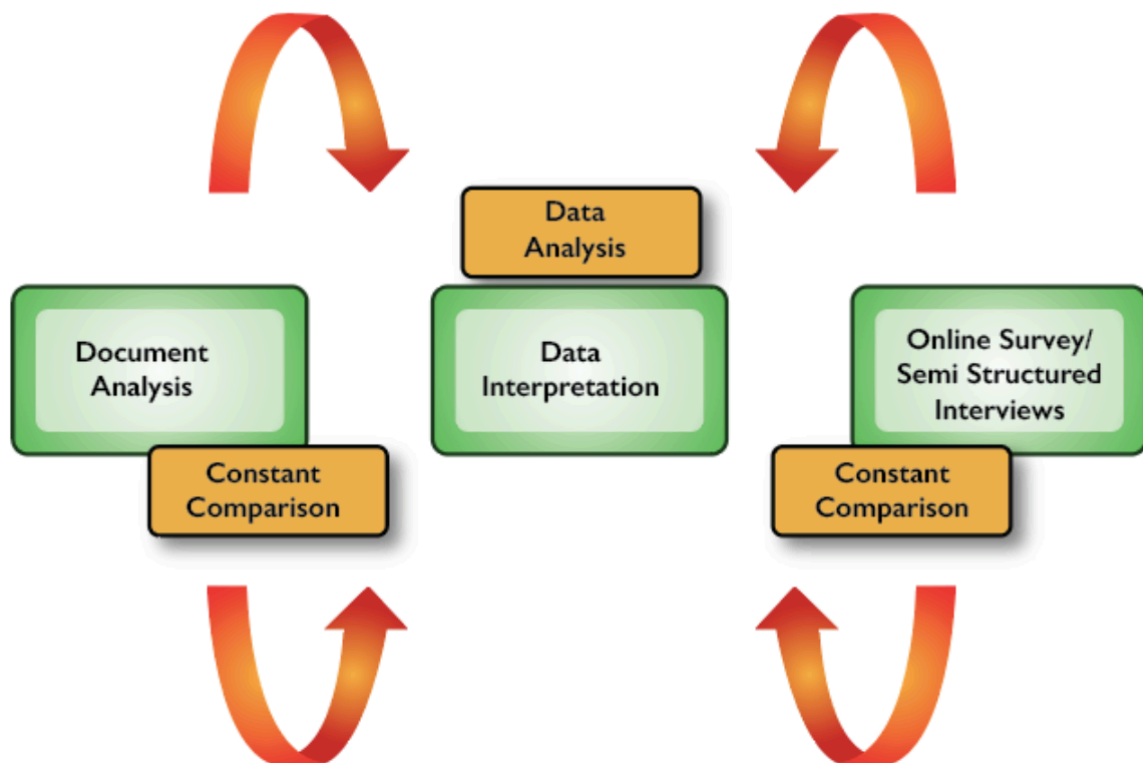 Data
Analysis
Document
Analysis
Data
Interpretation
Online Survey/
Semi Structured
Interviews
Constant
Comparison
Constant
Comparison